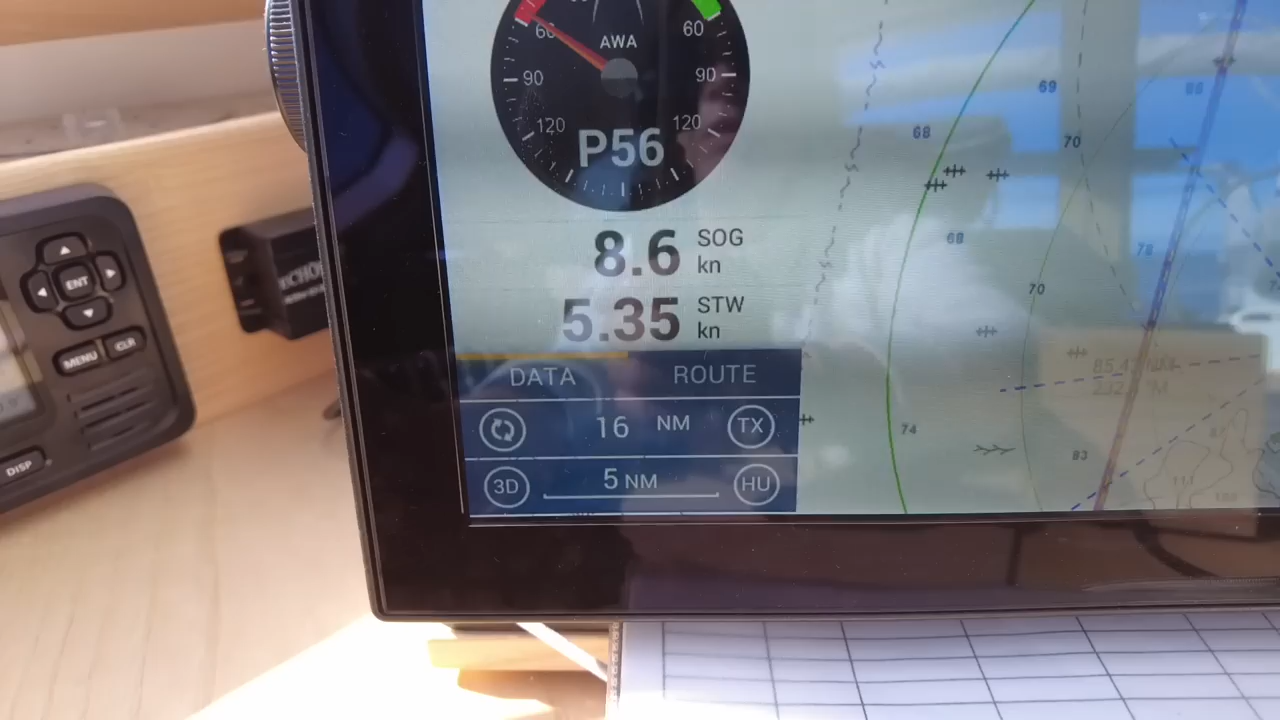 60
60
AWA
90
90
120
120
P56
8.6 SOG kn
5.35 STW kn
DATA ROUTE
16 NM TX
3D 5 NM HU
69
68
70
68
78
70
74
83
ENT
MENU
CLR
DISP